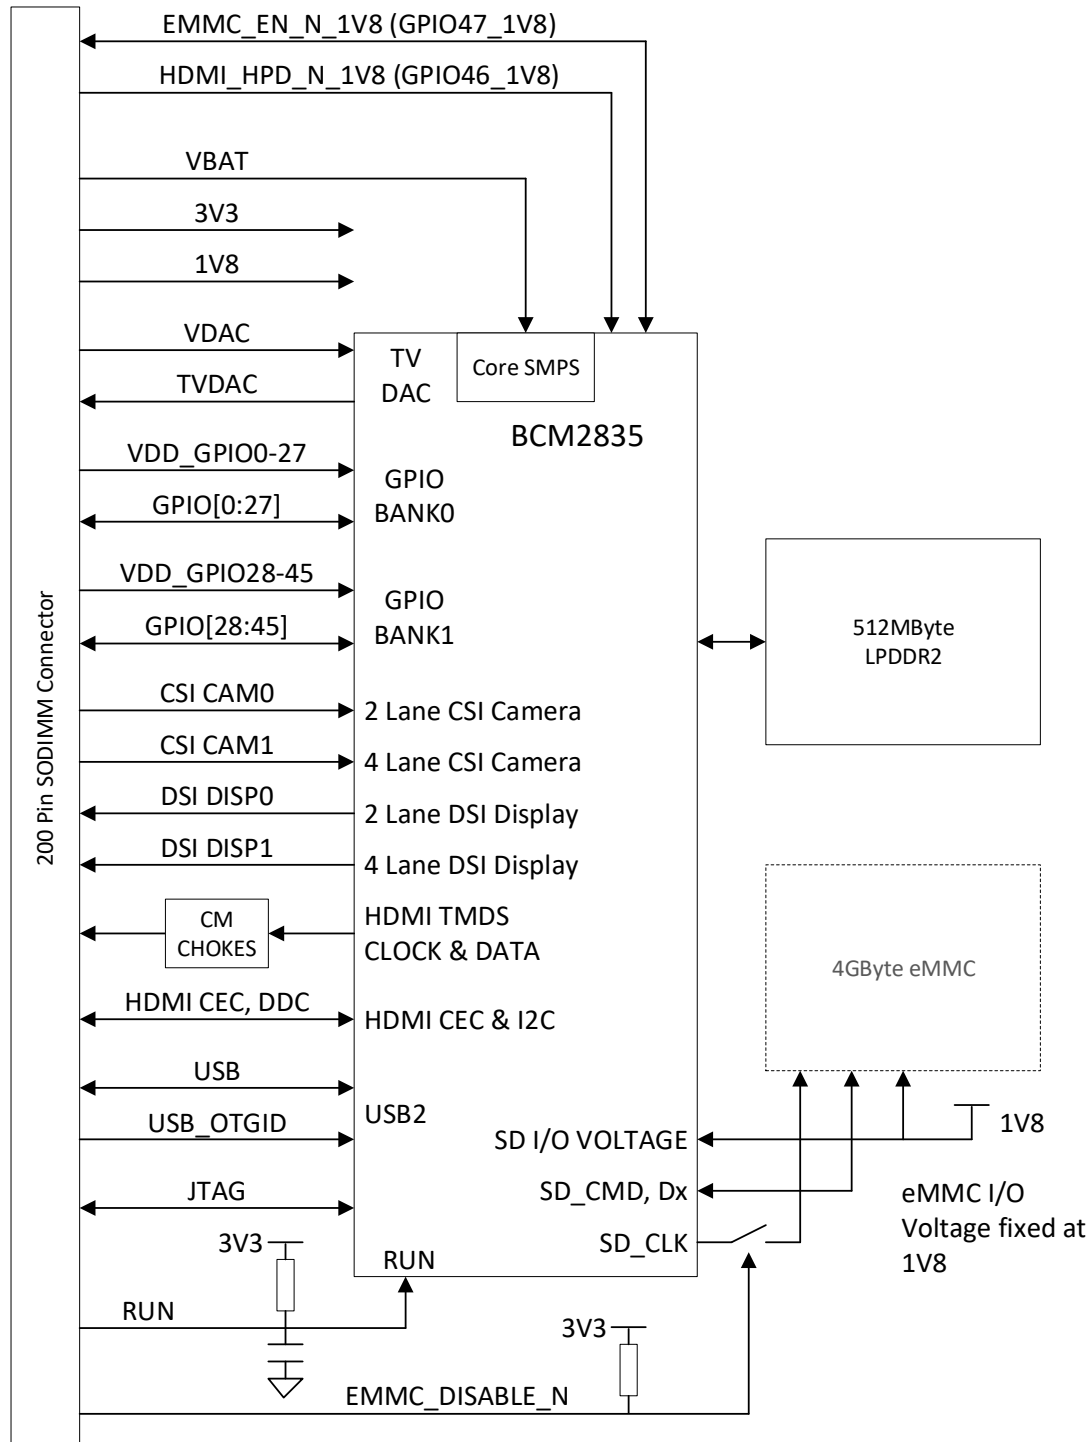 EMMC_EN_N_1V8 (GPIO47_1V8)
HDMI_HPD_N_1V8 (GPIO46_1V8)
VBAT
3V3
1V8
VDAC
TVDAC
TV
DAC
Core SMPS
BCM2835
VDD_GPIO0-27
GPIO[0:27]
GPIO
BANK0
VDD_GPIO28-45
GPIO[28:45]
GPIO
BANK1
200 Pin SODIMM Connector
512MByte
LPDDR2
CSI CAM0
2 Lane CSI Camera
CSI CAM1
4 Lane CSI Camera
DSI DISP0
2 Lane DSI Display
DSI DISP1
4 Lane DSI Display
CM
CHOKES
HDMI TMDS
CLOCK & DATA
4GByte eMMC
HDMI CEC, DDC
HDMI CEC & I2C
USB
USB_OTGID
USB2
SD I/O VOLTAGE
1V8
JTAG
SD_CMD, Dx
eMMC I/O
Voltage fixed at
1V8
SD_CLK
3V3
RUN
RUN
3V3
EMMC_DISABLE_N